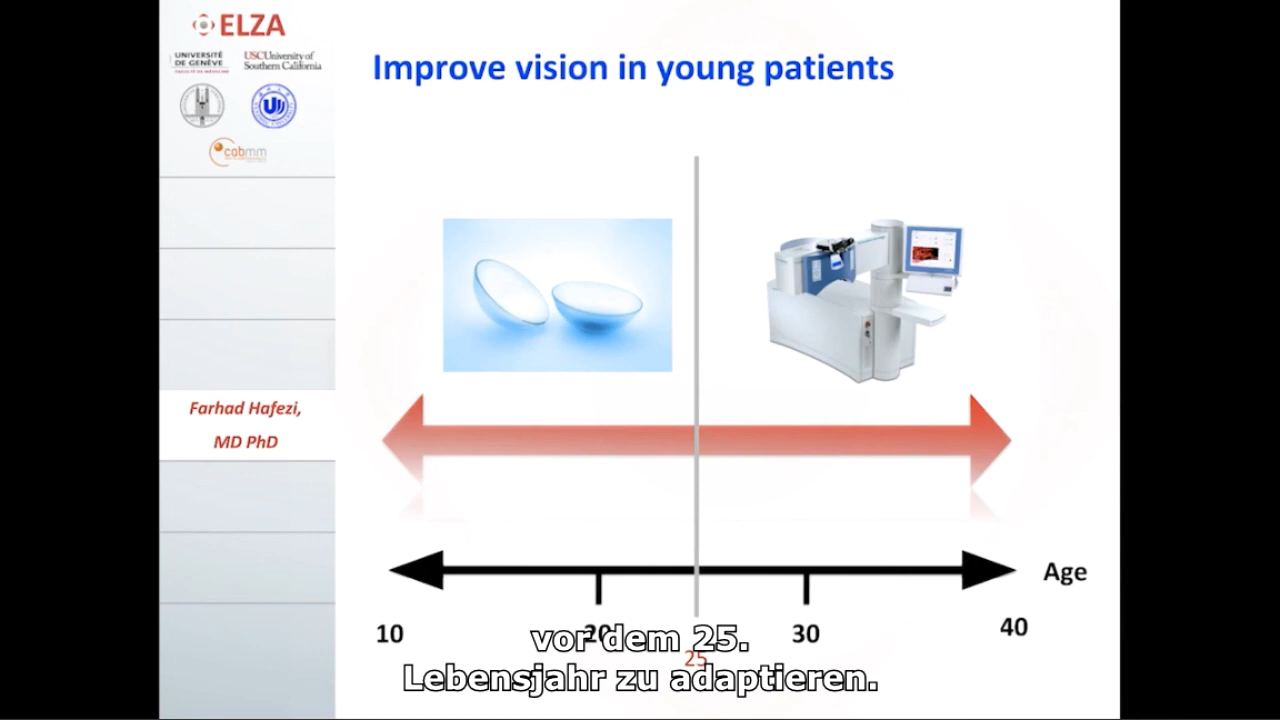 ELZA
UNIVERSITÉ
DE GENÈVE
FACULTÉ DE MÉDECINE
USC University of
Southern California
cabmm
Improve vision in young patients
Farhad Hafezi,
MD PhD
Age
10
20
30
40
25
vor dem 25.
Lebensjahr zu adaptieren.